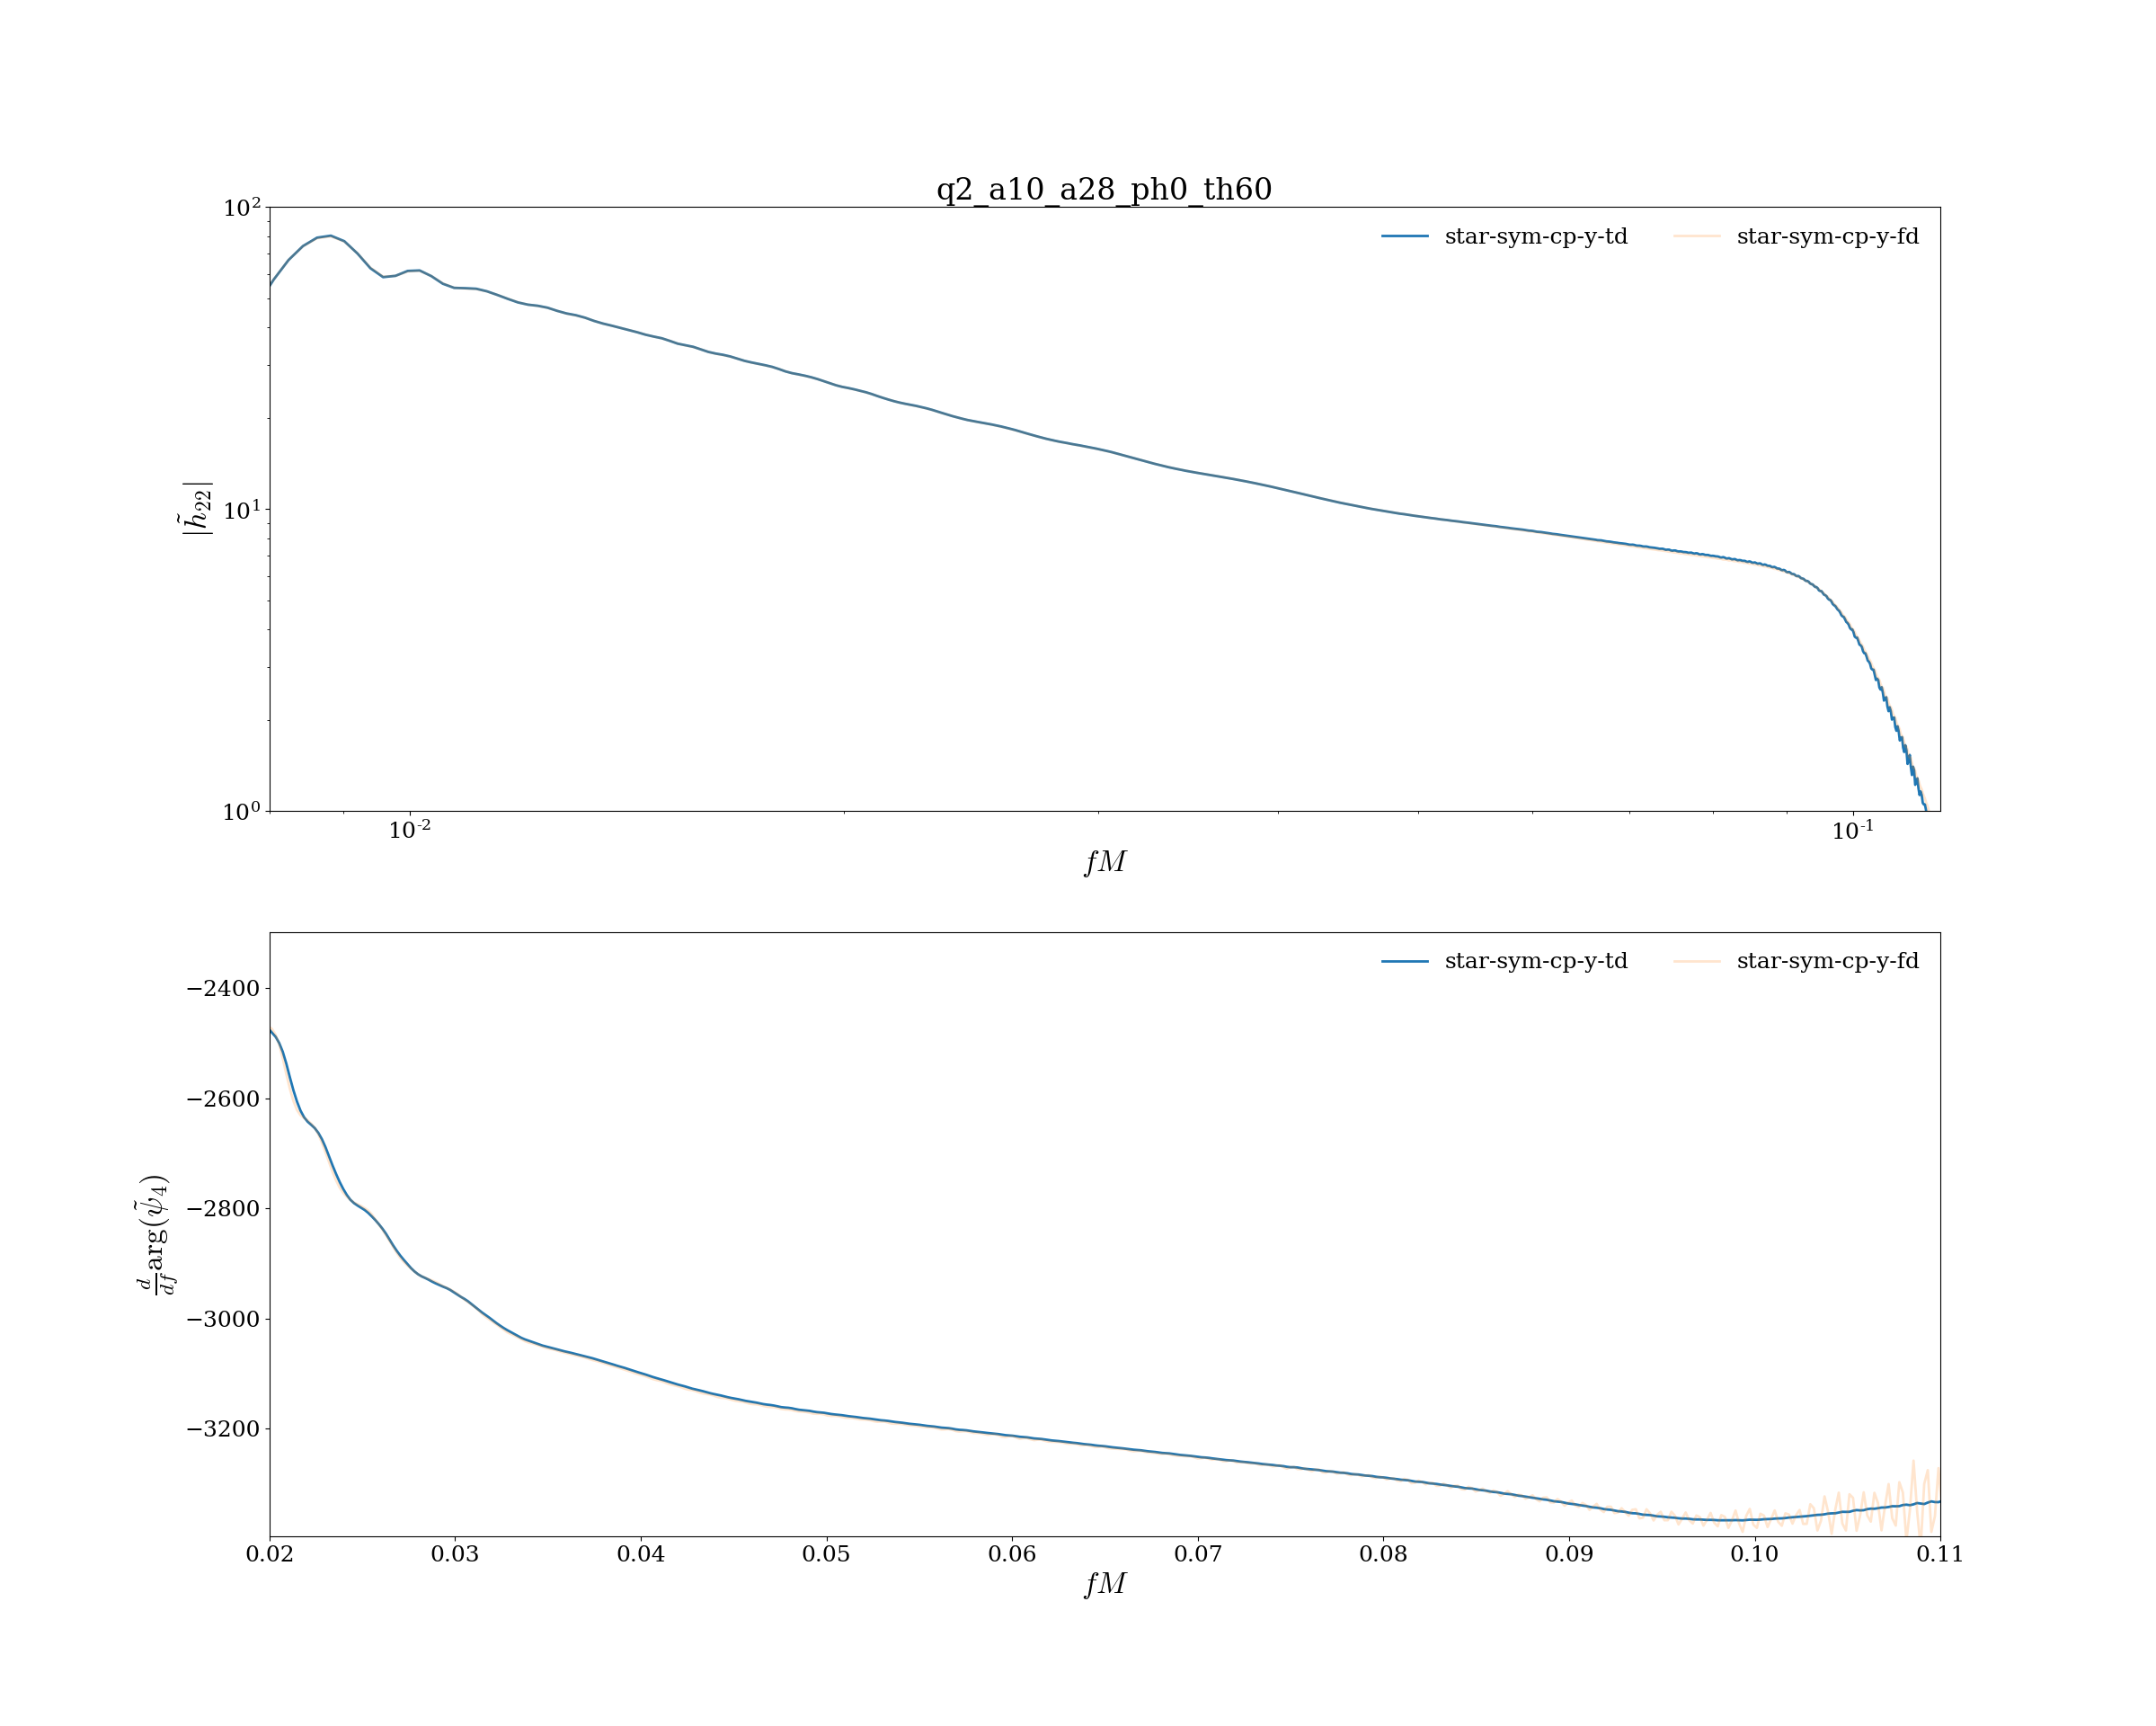 q2_a10_a28_ph0_th60
10²
10¹
10⁰
|h̃₂₂|
star-sym-cp-y-td
star-sym-cp-y-fd
10⁻²
10⁻¹
fM
star-sym-cp-y-td
star-sym-cp-y-fd
−2400
−2600
−2800
−3000
−3200
d/df arg(ψ̃₄)
0.02 0.03 0.04 0.05 0.06 0.07 0.08 0.09 0.10 0.11
fM